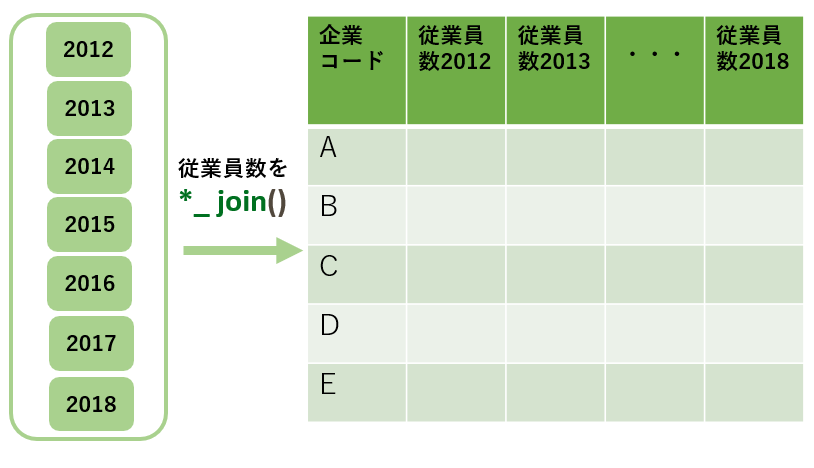 2012
2013
2014
2015
2016
2017
2018
従業員数を
*_ join()
企業
コード
従業員
数2012
従業員
数2013
・・・
従業員
数2018
A
B
C
D
E